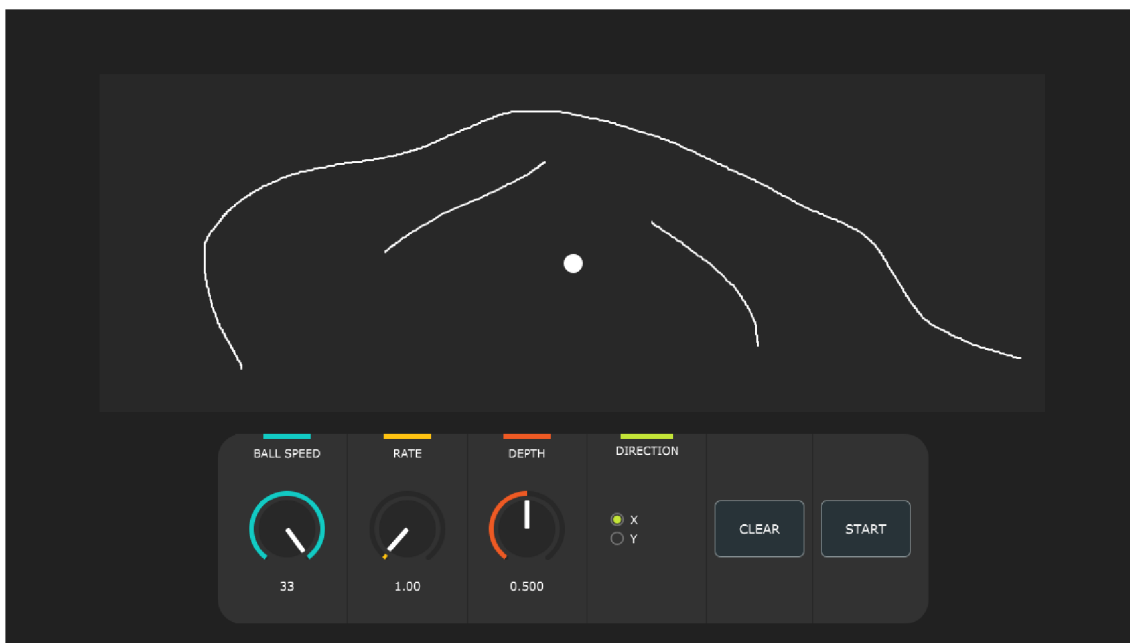 BALL SPEED
RATE
DEPTH
DIRECTION
X
Y
CLEAR
START
33
1.00
0.500